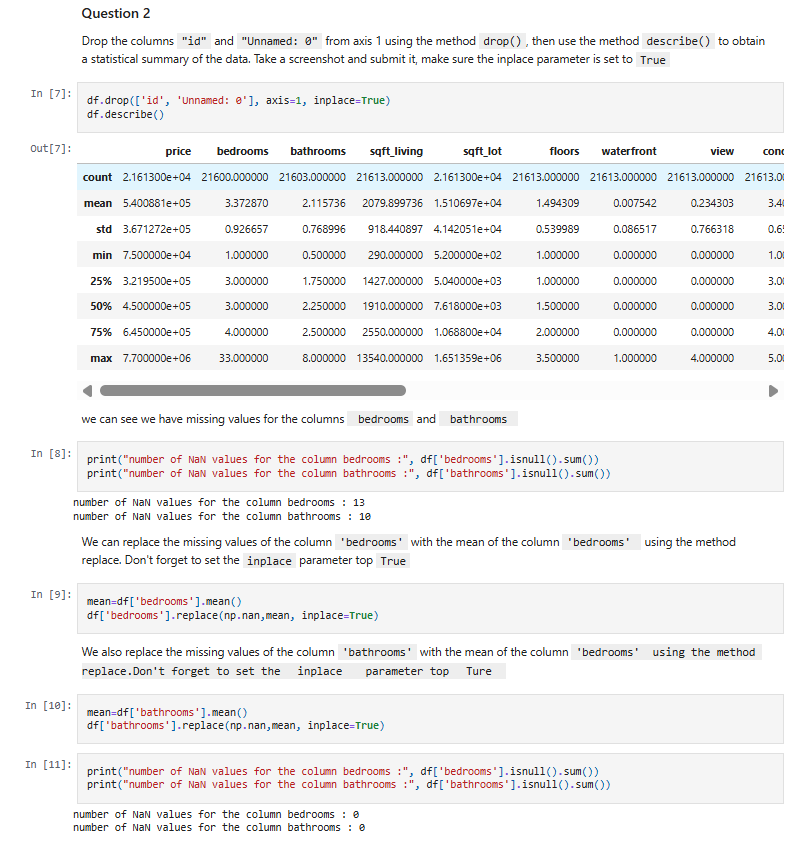 Question 2
Drop the columns "id" and "Unnamed: 0" from axis 1 using the method drop() , then use the method describe() to obtain
a statistical summary of the data. Take a screenshot and submit it, make sure the inplace parameter is set to True
In [7]:
df.drop(['id', 'Unnamed: 0'], axis=1, inplace=True)
df.describe()
Out[7]:
price bedrooms bathrooms sqft_living sqft_lot floors waterfront view conc
count 2.161300e+04 21600.000000 21603.000000 21613.000000 2.161300e+04 21613.000000 21613.000000 21613.000000 21613.00
mean 5.400881e+05 3.372870 2.115736 2079.899736 1.510697e+04 1.494309 0.007542 0.234303 3.40
std 3.671272e+05 0.926657 0.768996 918.440897 4.142051e+04 0.539989 0.086517 0.766318 0.65
min 7.500000e+04 1.000000 0.500000 290.000000 5.200000e+02 1.000000 0.000000 0.000000 1.00
25% 3.219500e+05 3.000000 1.750000 1427.000000 5.040000e+03 1.000000 0.000000 0.000000 3.00
50% 4.500000e+05 3.000000 2.250000 1910.000000 7.618000e+03 1.500000 0.000000 0.000000 3.00
75% 6.450000e+05 4.000000 2.500000 2550.000000 1.068800e+04 2.000000 0.000000 0.000000 4.00
max 7.700000e+06 33.000000 8.000000 13540.000000 1.651359e+06 3.500000 1.000000 4.000000 5.00
we can see we have missing values for the columns bedrooms and bathrooms
In [8]:
print("number of NaN values for the column bedrooms :", df['bedrooms'].isnull().sum())
print("number of NaN values for the column bathrooms :", df['bathrooms'].isnull().sum())
number of NaN values for the column bedrooms : 13
number of NaN values for the column bathrooms : 10
We can replace the missing values of the column 'bedrooms' with the mean of the column 'bedrooms' using the method
replace. Don't forget to set the inplace parameter top True
In [9]:
mean=df['bedrooms'].mean()
df['bedrooms'].replace(np.nan,mean, inplace=True)
We also replace the missing values of the column 'bathrooms' with the mean of the column 'bedrooms' using the method
replace.Don't forget to set the inplace parameter top Ture
In [10]:
mean=df['bathrooms'].mean()
df['bathrooms'].replace(np.nan,mean, inplace=True)
In [11]:
print("number of NaN values for the column bedrooms :", df['bedrooms'].isnull().sum())
print("number of NaN values for the column bathrooms :", df['bathrooms'].isnull().sum())
number of NaN values for the column bedrooms : 0
number of NaN values for the column bathrooms : 0